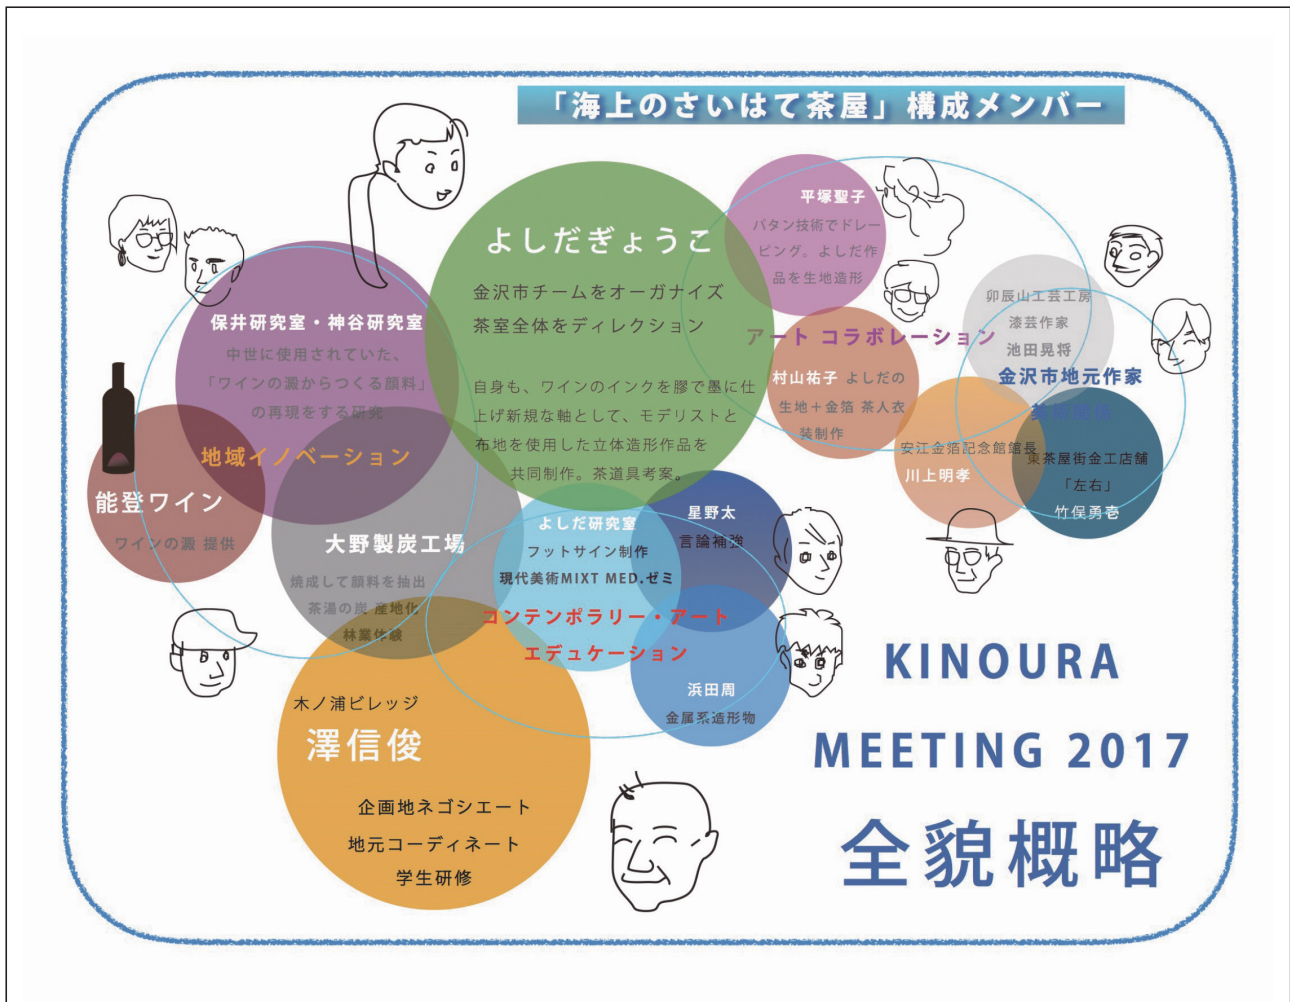 「海上のさいはて茶屋」構成メンバー
よしだぎょうこ
金沢市チームをオーガナイズ
茶室全体をディレクション
自身も、ワインのインクを膠で墨に仕
上げ新規な軸として、モデリストと
布地を使用した立体造形作品を
共同制作。茶道具考案。
平塚聖子
パタン技術でドレー
ピング。よしだ作
品を生地造形
アート コラボレーション
村山祐子 よしだの
生地＋金箔 茶人衣
装制作
卯辰山工芸工房
漆芸作家
池田晃将
金沢市地元作家
安江金箔記念館館長
川上明孝
東茶屋街金工店舗
「左右」
竹俣勇壱
保井研究室・神谷研究室
中世に使用されていた、
「ワインの澱からつくる顔料」
の再現をする研究
地域イノベーション
能登ワイン
ワインの澱 提供
大野製炭工場
焼成して顔料を抽出
茶湯の炭 産地化
林業体験
よしだ研究室
フットサイン制作
現代美術MIXT MED.ゼミ
コンテンポラリー・アート
エデュケーション
星野太
言論補強
浜田周
金属系造形物
木ノ浦ビレッジ
澤信俊
企画地ネゴシエート
地元コーディネート
学生研修
KINOURA
MEETING 2017
全貌概略